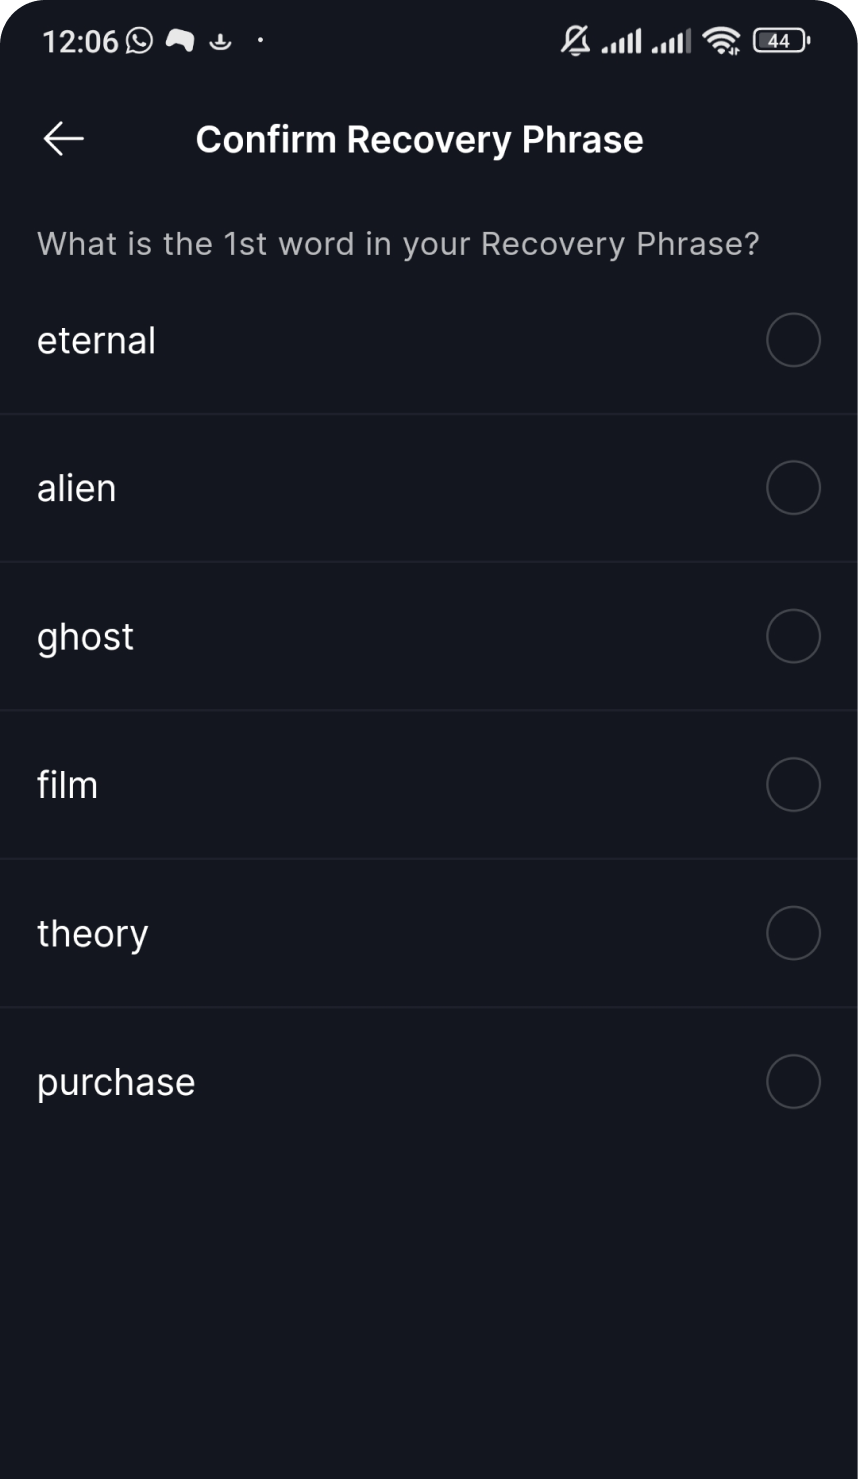 12:06
44
Confirm Recovery Phrase
What is the 1st word in your Recovery Phrase?
eternal
alien
ghost
film
theory
purchase